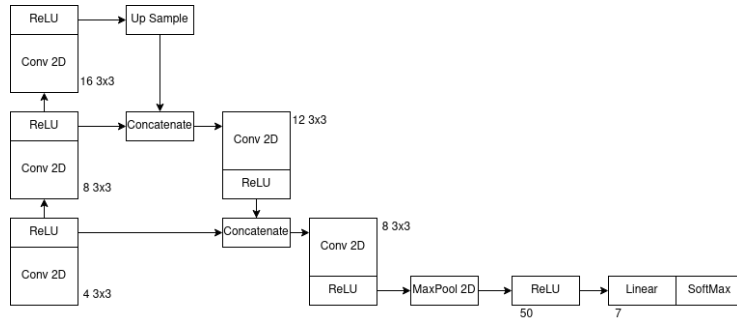 ReLU
Up Sample
Conv 2D
16 3x3
ReLU
Concatenate
Conv 2D
12 3x3
Conv 2D
8 3x3
ReLU
ReLU
Concatenate
Conv 2D
8 3x3
Conv 2D
4 3x3
ReLU
MaxPool 2D
ReLU
Linear
SoftMax
50
7